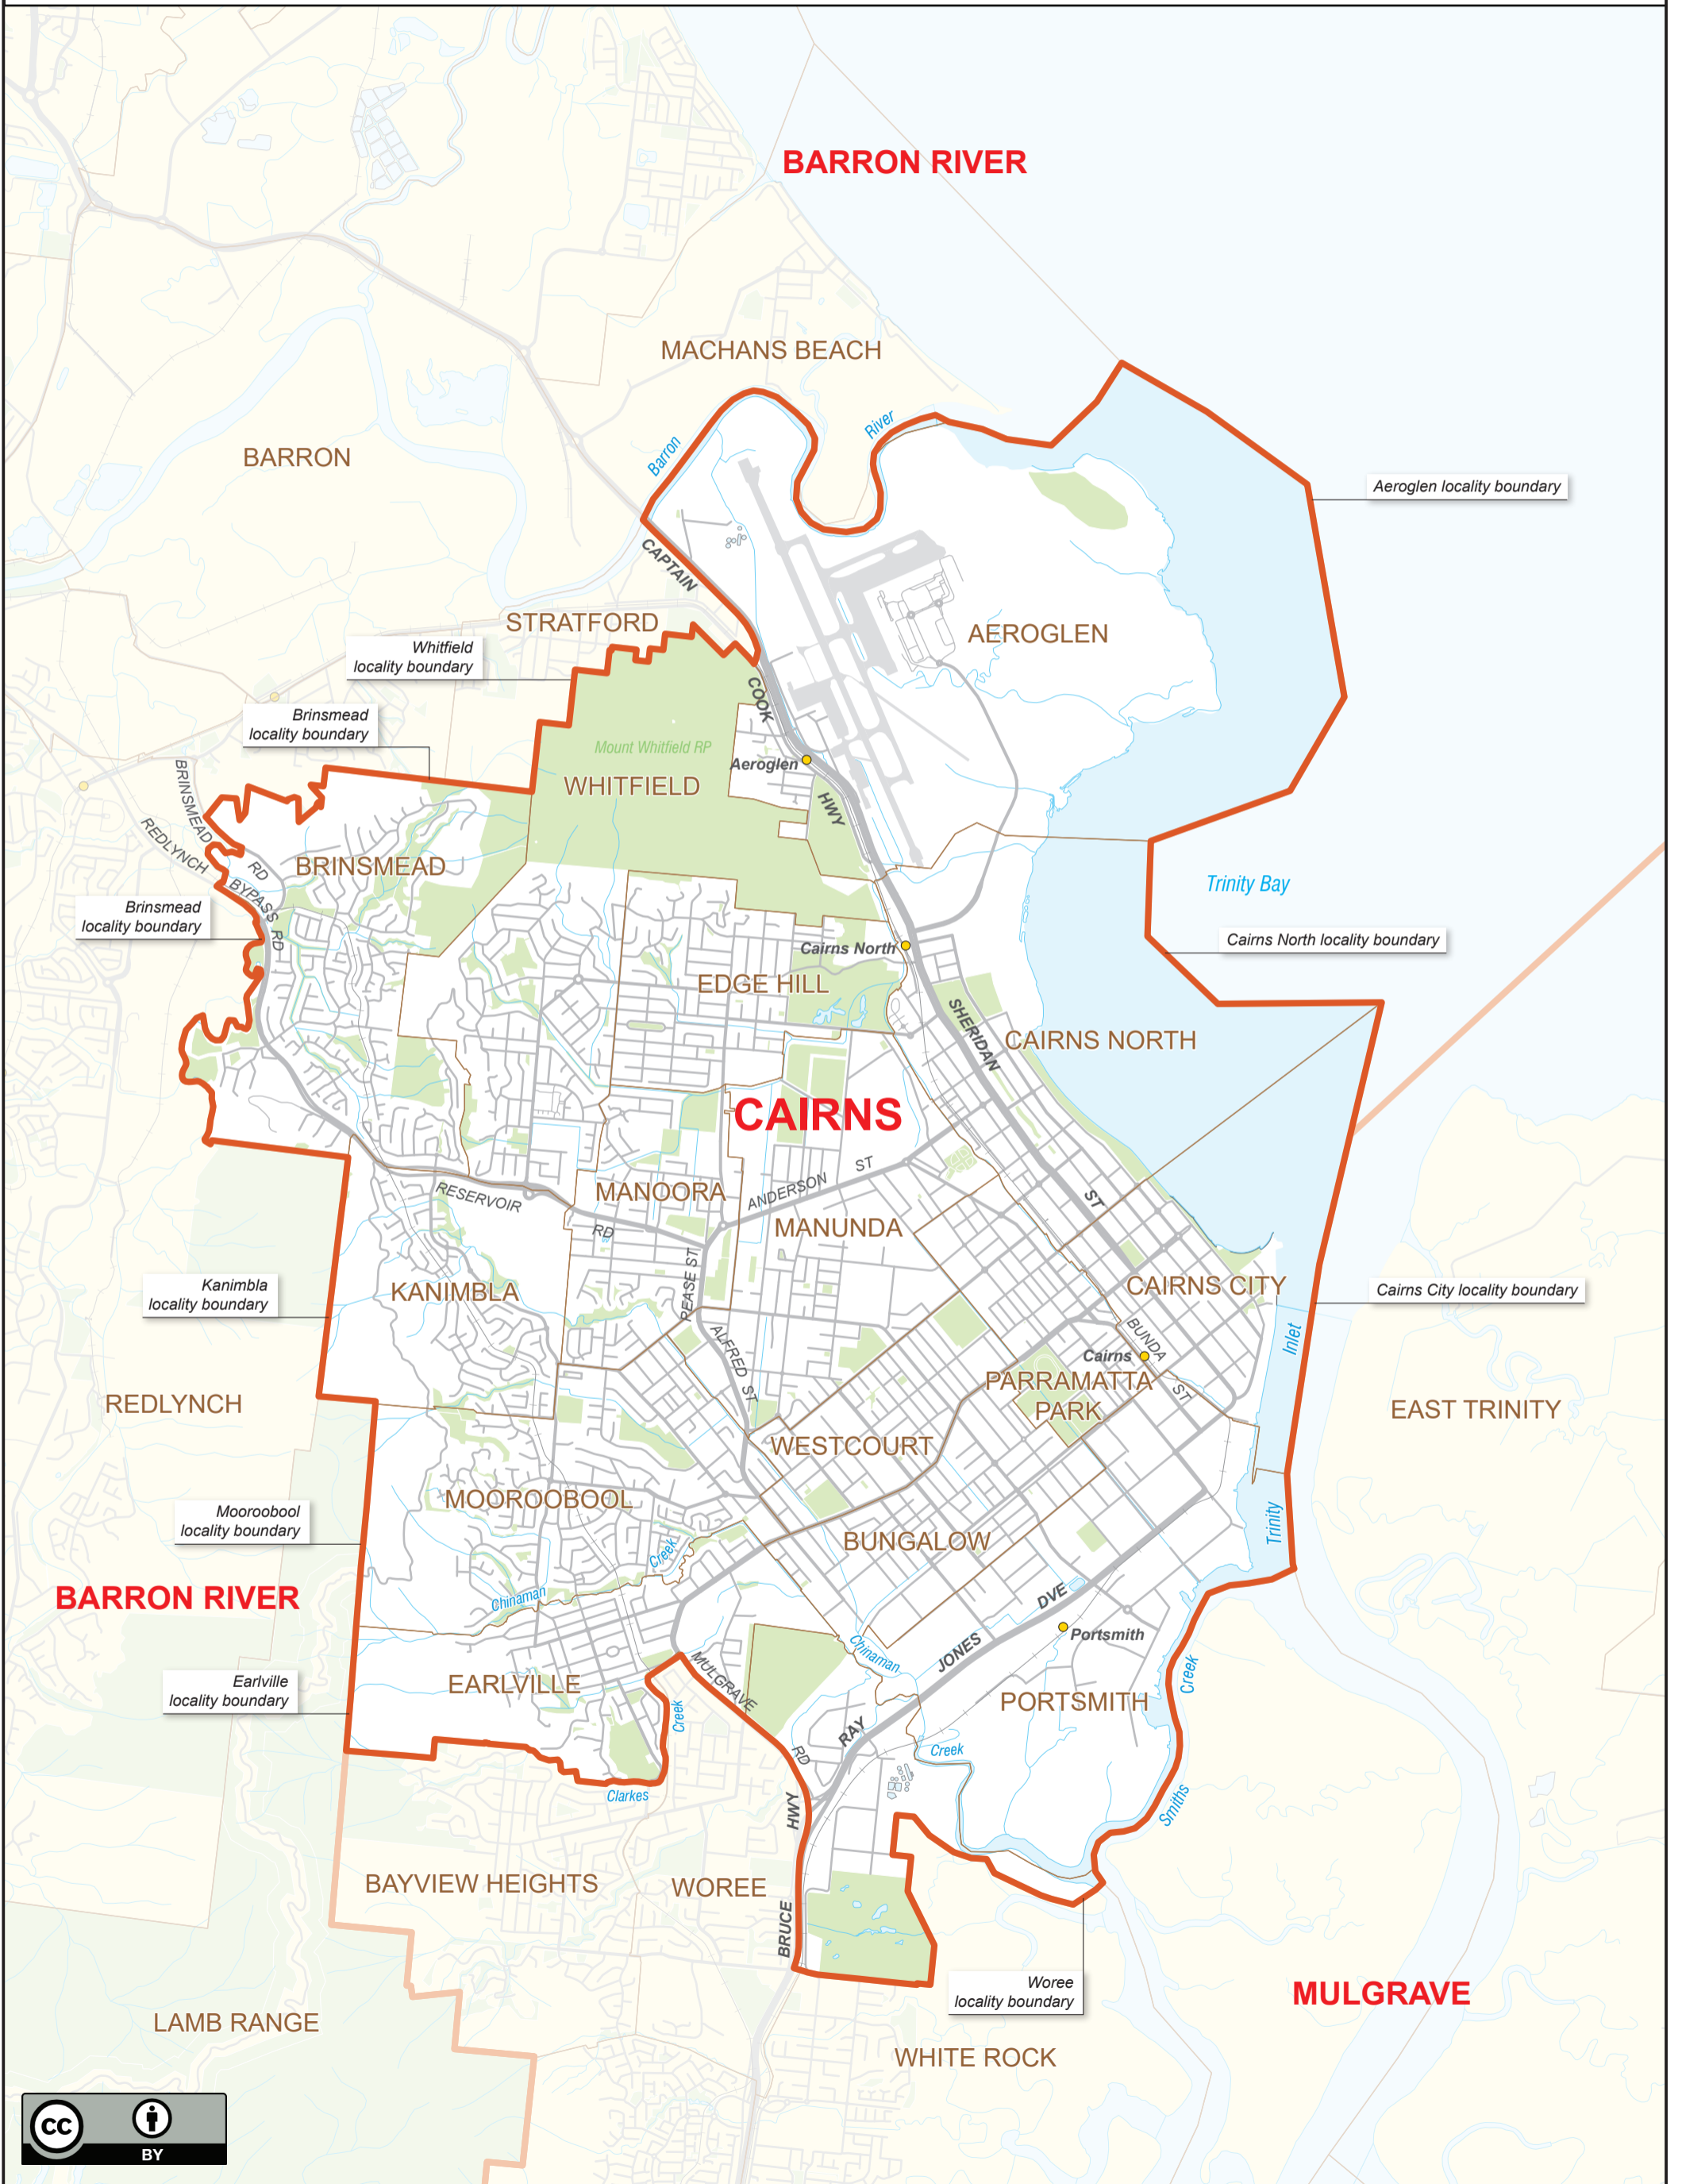 BARRON RIVER
MACHANS BEACH
River
Barron
BARRON
Aeroglen locality boundary
CAPTAIN
STRATFORD
AEROGLEN
Whitfield
locality boundary
COOK
Brinsmead
locality boundary
Mount Whitfield RP
Aeroglen
WHITFIELD
HWY
BRINSMEAD
RD
REDLYNCH
BYPASS
RD
BRINSMEAD
Trinity Bay
Brinsmead
locality boundary
Cairns North
Cairns North locality boundary
EDGE HILL
SHERIDAN
ST
CAIRNS NORTH
CAIRNS
ANDERSON
ST
MANOORA
RESERVOIR
RD
MANUNDA
PEASE ST
KANIMBLA
Kanimbla
locality boundary
CAIRNS CITY
Cairns City locality boundary
Inlet
ALFRED
ST
BUNDA
ST
Cairns
PARRAMATTA
PARK
REDLYNCH
EAST TRINITY
WESTCOURT
MOOROOBOOL
Mooroobool
locality boundary
Trinity
BUNGALOW
Creek
Chinaman
BARRON RIVER
DVE
JONES
RAY
Portsmith
Chinaman
Creek
MULGRAVE
RD
EARLVILLE
Earlville
locality boundary
Creek
Clarkes
PORTSMITH
Creek
Smiths
HWY
BRUCE
BAYVIEW HEIGHTS
WOREE
Woree
locality boundary
MULGRAVE
LAMB RANGE
WHITE ROCK
cc
BY